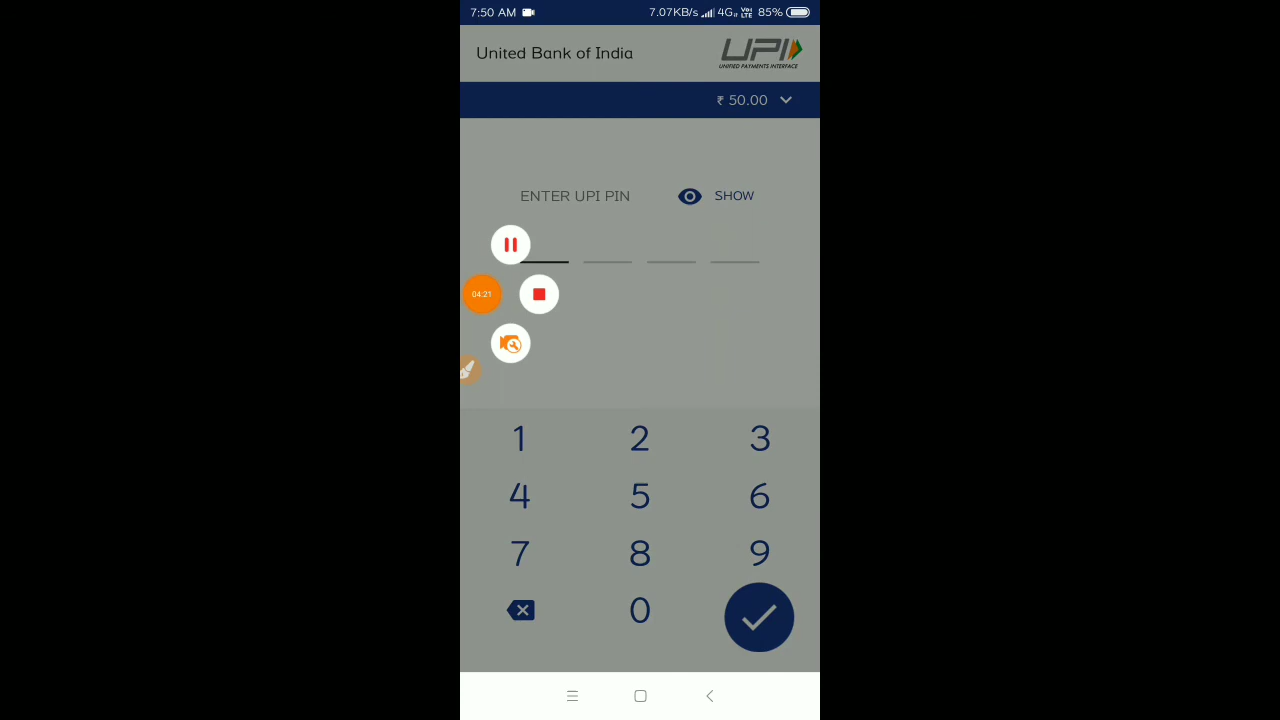 7:50 AM 7.07KB/s 4G VoLTE 85%
United Bank of India UPI
UNIFIED PAYMENTS INTERFACE
₹ 50.00
ENTER UPI PIN SHOW
04:21
1 2 3
4 5 6
7 8 9
0